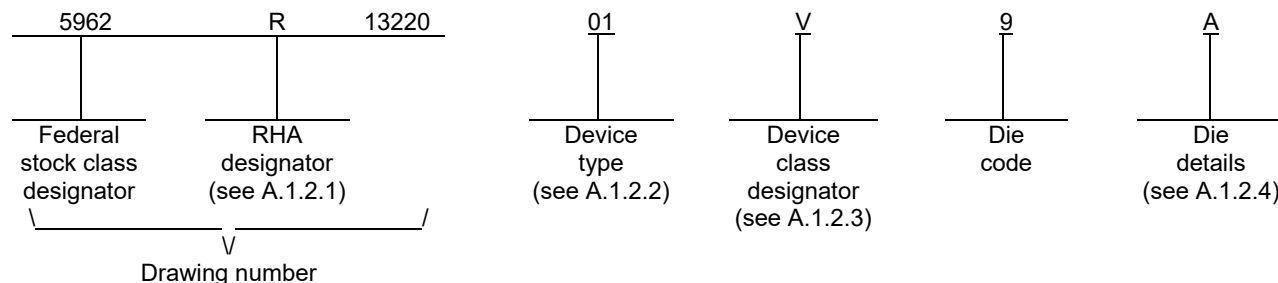 5962 R 13220 01 V 9 A
Federal stock class designator
RHA designator (see A.1.2.1)
Device type (see A.1.2.2)
Device class designator (see A.1.2.3)
Die code
Die details (see A.1.2.4)
Drawing number